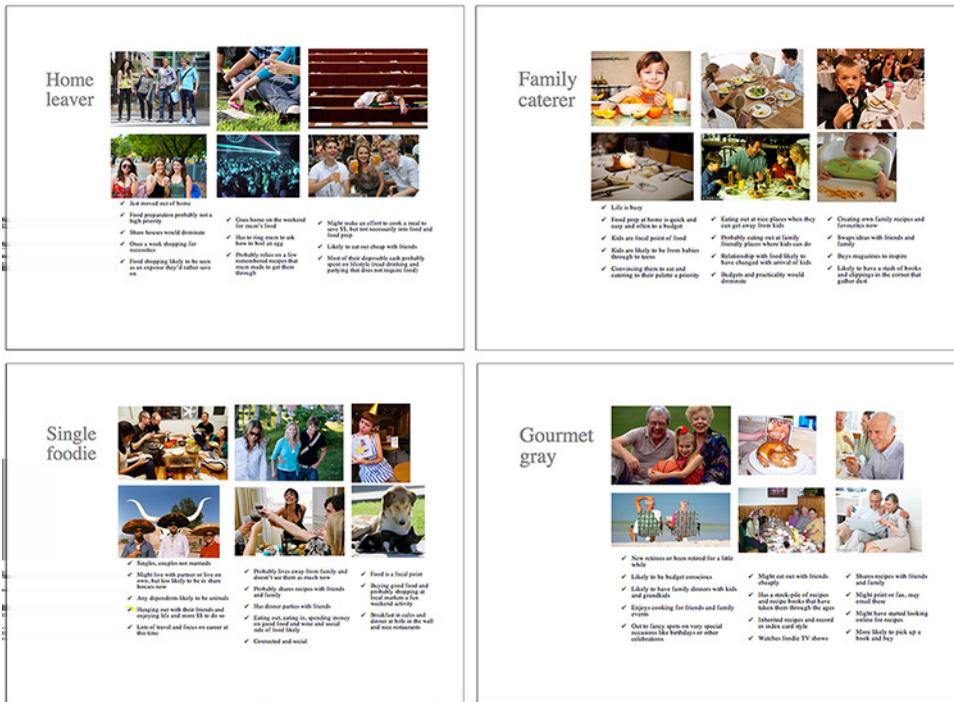 Home
leaver
Just moved out of home
Food preparation probably not a
high priority
Share houses would dominate
Once a week shopping for
necessities
Food shopping likely to be seen
as an expense they'd rather save
on
Goes home on the weekend
for mum's food
Has to ring mum to ask
how to boil an egg
Probably relies on a few
remembered recipes that
mum made to get them
through
Might make an effort to cook a meal to
save $$, but not necessarily into food and
food prep
Likely to eat out cheap with friends
Most of their disposable cash probably
spent on lifestyle (read drinking and
partying that does not require food)
Family
caterer
Life is busy
Food prep at home is quick and
easy and often to a budget
Kids are focal point of food
Kids are likely to be from babies
through to teens
Convincing them to eat and
catering to their palette a priority
Eating out at nice places when they
can get away from kids
Probably eating out at family
friendly places where kids can do
Relationship with food likely to
have changed with arrival of kids
Budgets and practicality would
dominate
Creating own family recipes and
favourites now
Swaps ideas with friends and
family
Buys magazines to inspire
Likely to have a stash of books
and clippings in the corner that
gather dust
Single
foodie
Singles, couples not marrieds
Might live with partner or live on
own, but less likely to be in share
houses now
Any dependents likely to be animals
Hanging out with their friends and
enjoying life and more $$ to do so
Lots of travel and focus on career at
this time
Probably lives away from family and
doesn't see them as much now
Probably shares recipes with friends
and family
Has dinner parties with friends
Eating out, eating in, spending money
on good food and wine and social
side of food likely
Connected and social
Food is a focal point
Buying good food and
probably shopping at
local markets a fun
weekend activity
Breakfast in cafes and
dinner at hole in the wall
and nice restaurants
Gourmet
gray
New retirees or been retired for a little
while
Likely to be budget conscious
Likely to have family dinners with kids
and grandkids
Enjoys cooking for friends and family
events
Out to fancy spots on very special
occasions like birthdays or other
celebrations
Might eat out with friends
cheaply
Has a stock-pile of recipes
and recipe books that have
taken them through the ages
Inherited recipes and record
in index card style
Watches foodie TV shows
Shares recipes with friends
and family
Might print or fax, may
email these
Might have started looking
online for recipes
More likely to pick up a
book and buy